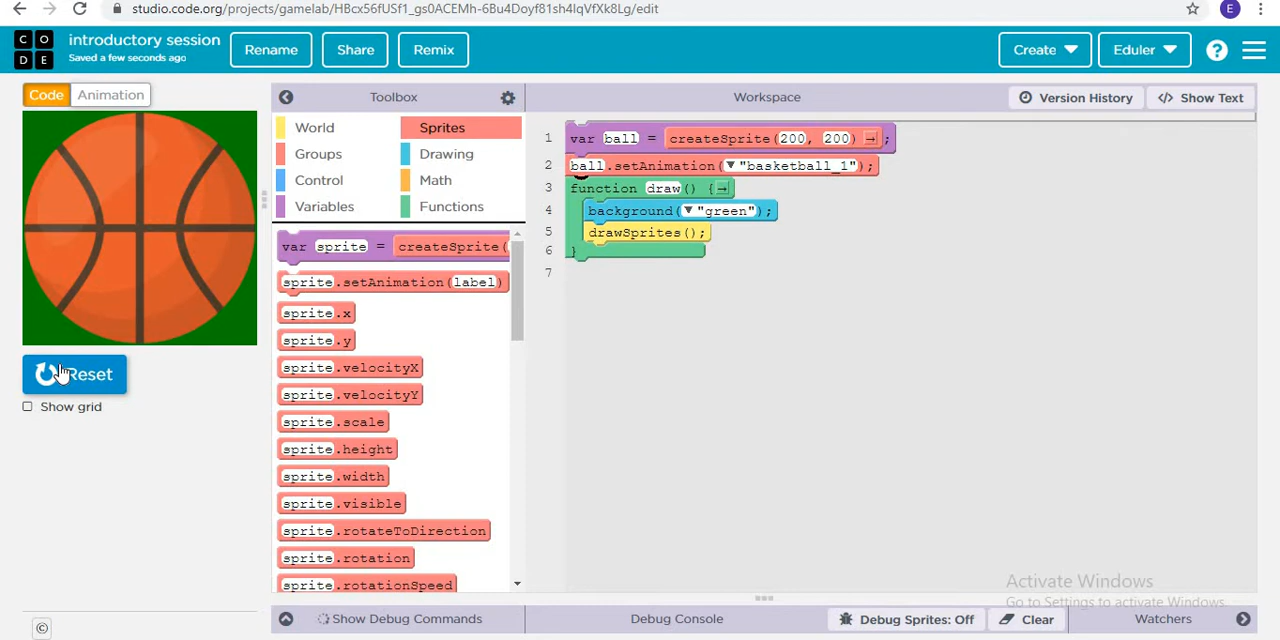 studio.code.org/projects/gamelab/HBcx56fUSf1_gs0ACEMh-6Bu4Doyf81sh4lqVfXk8Lg/edit
E
C O D E
introductory session
Saved a few seconds ago
Rename
Share
Remix
Create
Eduler
?
Code
Animation
Toolbox
Workspace
Version History
</> Show Text
World
Sprites
Groups
Drawing
Control
Math
Variables
Functions
var sprite = createSprite(
sprite.setAnimation(label)
sprite.x
sprite.y
sprite.velocityX
sprite.velocityY
sprite.scale
sprite.height
sprite.width
sprite.visible
sprite.rotateToDirection
sprite.rotation
sprite.rotationSpeed
1 var ball = createSprite(200, 200) → ;
2 ball.setAnimation(▼"basketball_1");
3 function draw() {→
4 background(▼"green");
5 drawSprites();
6 }
7
Reset
Show grid
Activate Windows
Go to Settings to activate Windows.
©
Show Debug Commands
Debug Console
Debug Sprites: Off
Clear
Watchers